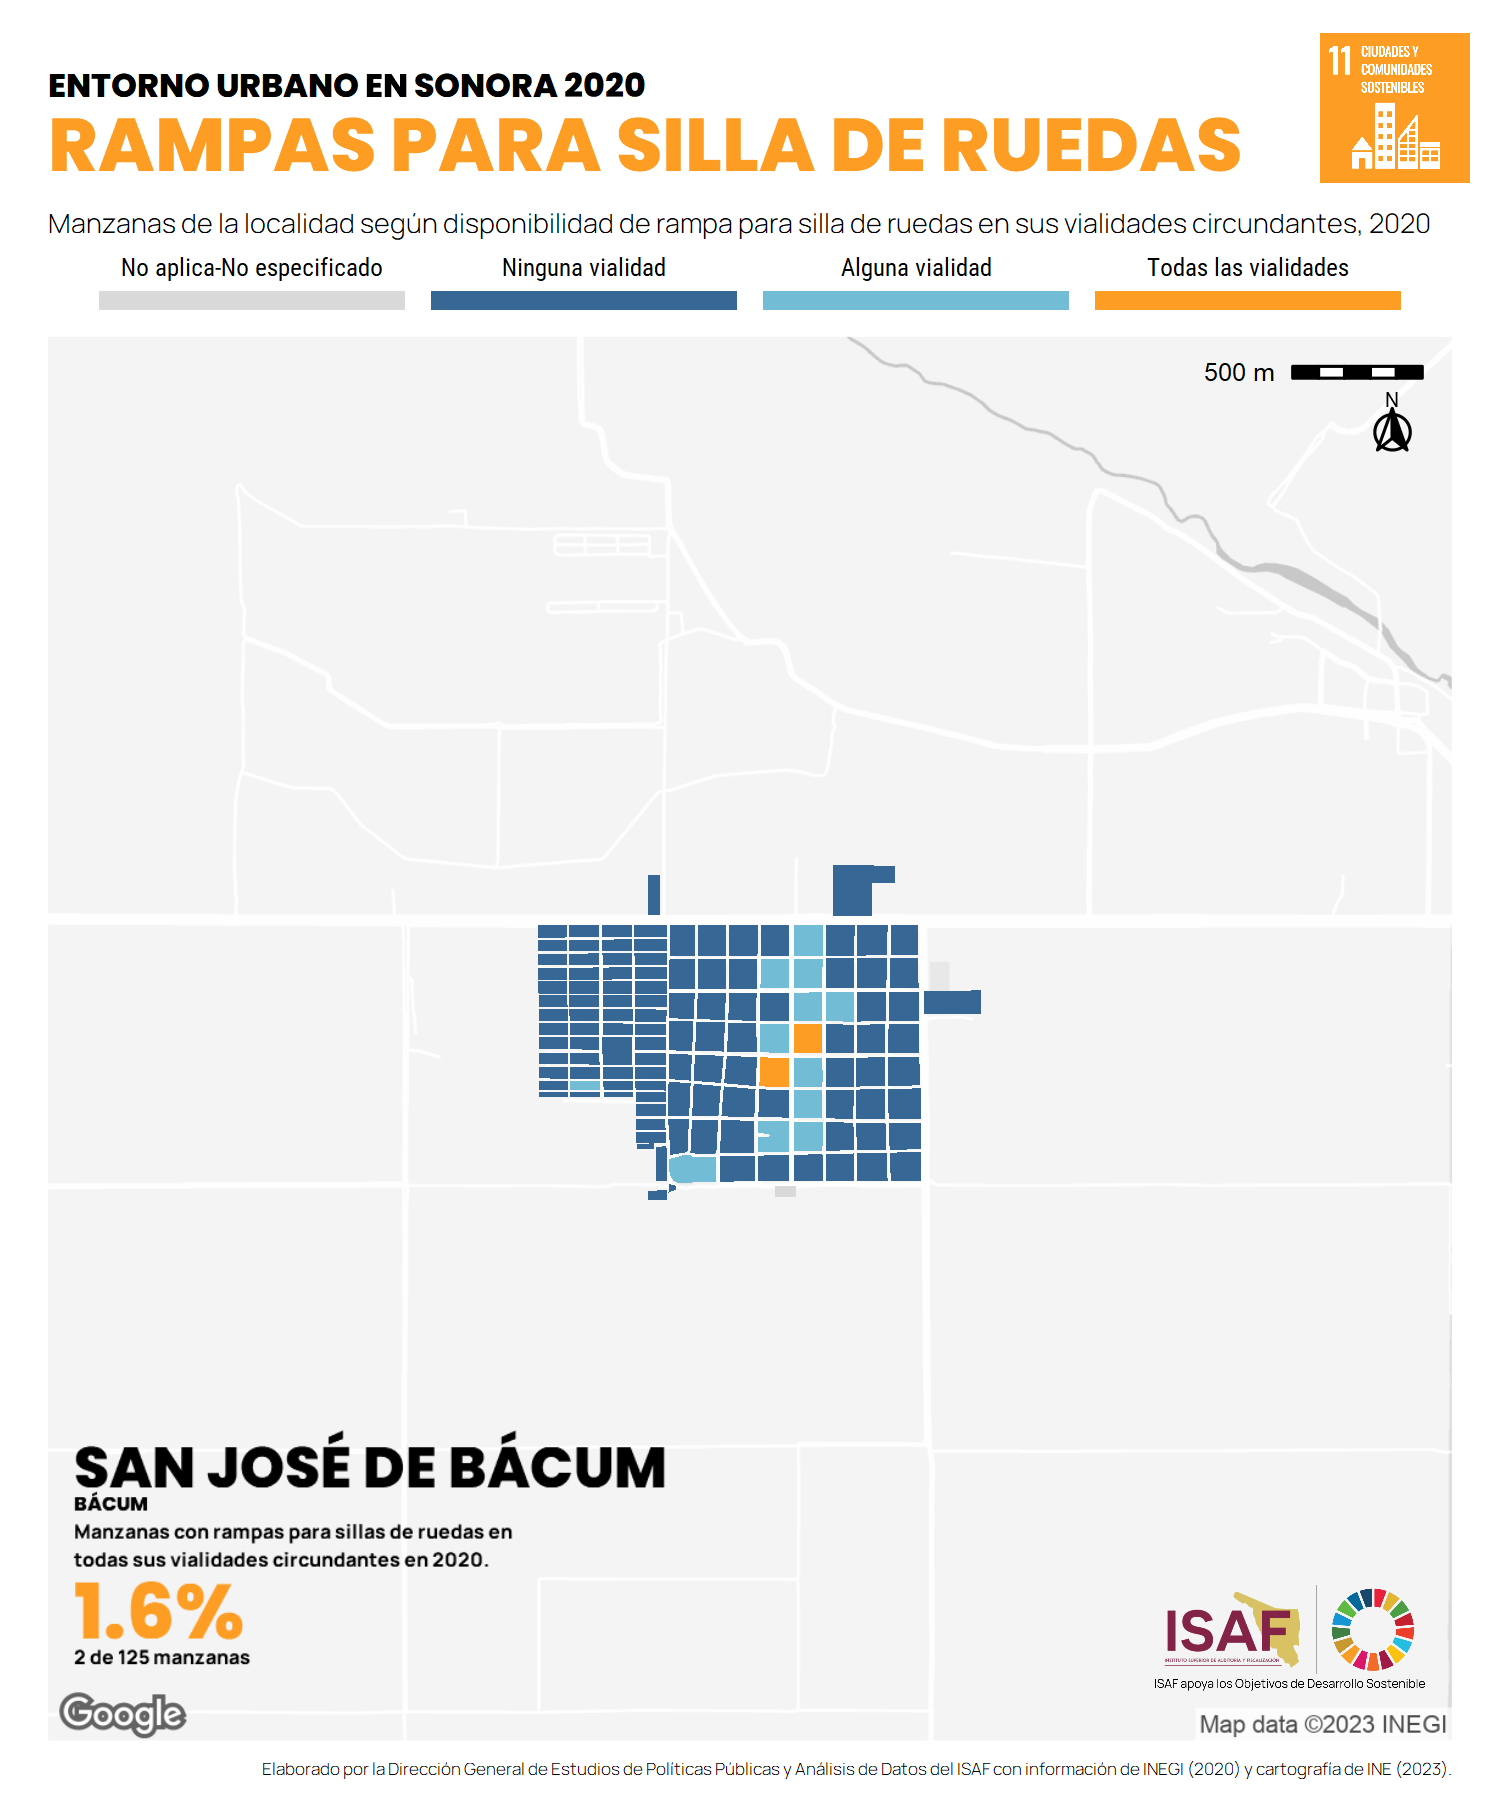 ENTORNO URBANO EN SONORA 2020
RAMPAS PARA SILLA DE RUEDAS
11 CIUDADES Y
COMUNIDADES
SOSTENIBLES
Manzanas de la localidad según disponibilidad de rampa para silla de ruedas en sus vialidades circundantes, 2020
No aplica-No especificado
Ninguna vialidad
Alguna vialidad
Todas las vialidades
500 m
N
SAN JOSÉ DE BÁCUM
BÁCUM
Manzanas con rampas para sillas de ruedas en
todas sus vialidades circundantes en 2020.
1.6%
2 de 125 manzanas
Google
ISAF
INSTITUTO SUPERIOR DE AUDITORÍA Y FISCALIZACIÓN
ISAF apoya los Objetivos de Desarrollo Sostenible
Map data ©2023 INEGI
Elaborado por la Dirección General de Estudios de Políticas Públicas y Análisis de Datos del ISAF con información de INEGI (2020) y cartografía de INE (2023).